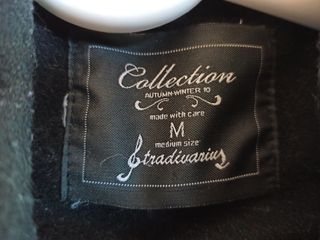 Collection
AUTUMN-WINTER 10
made with care
M
medium size
Stradivarius